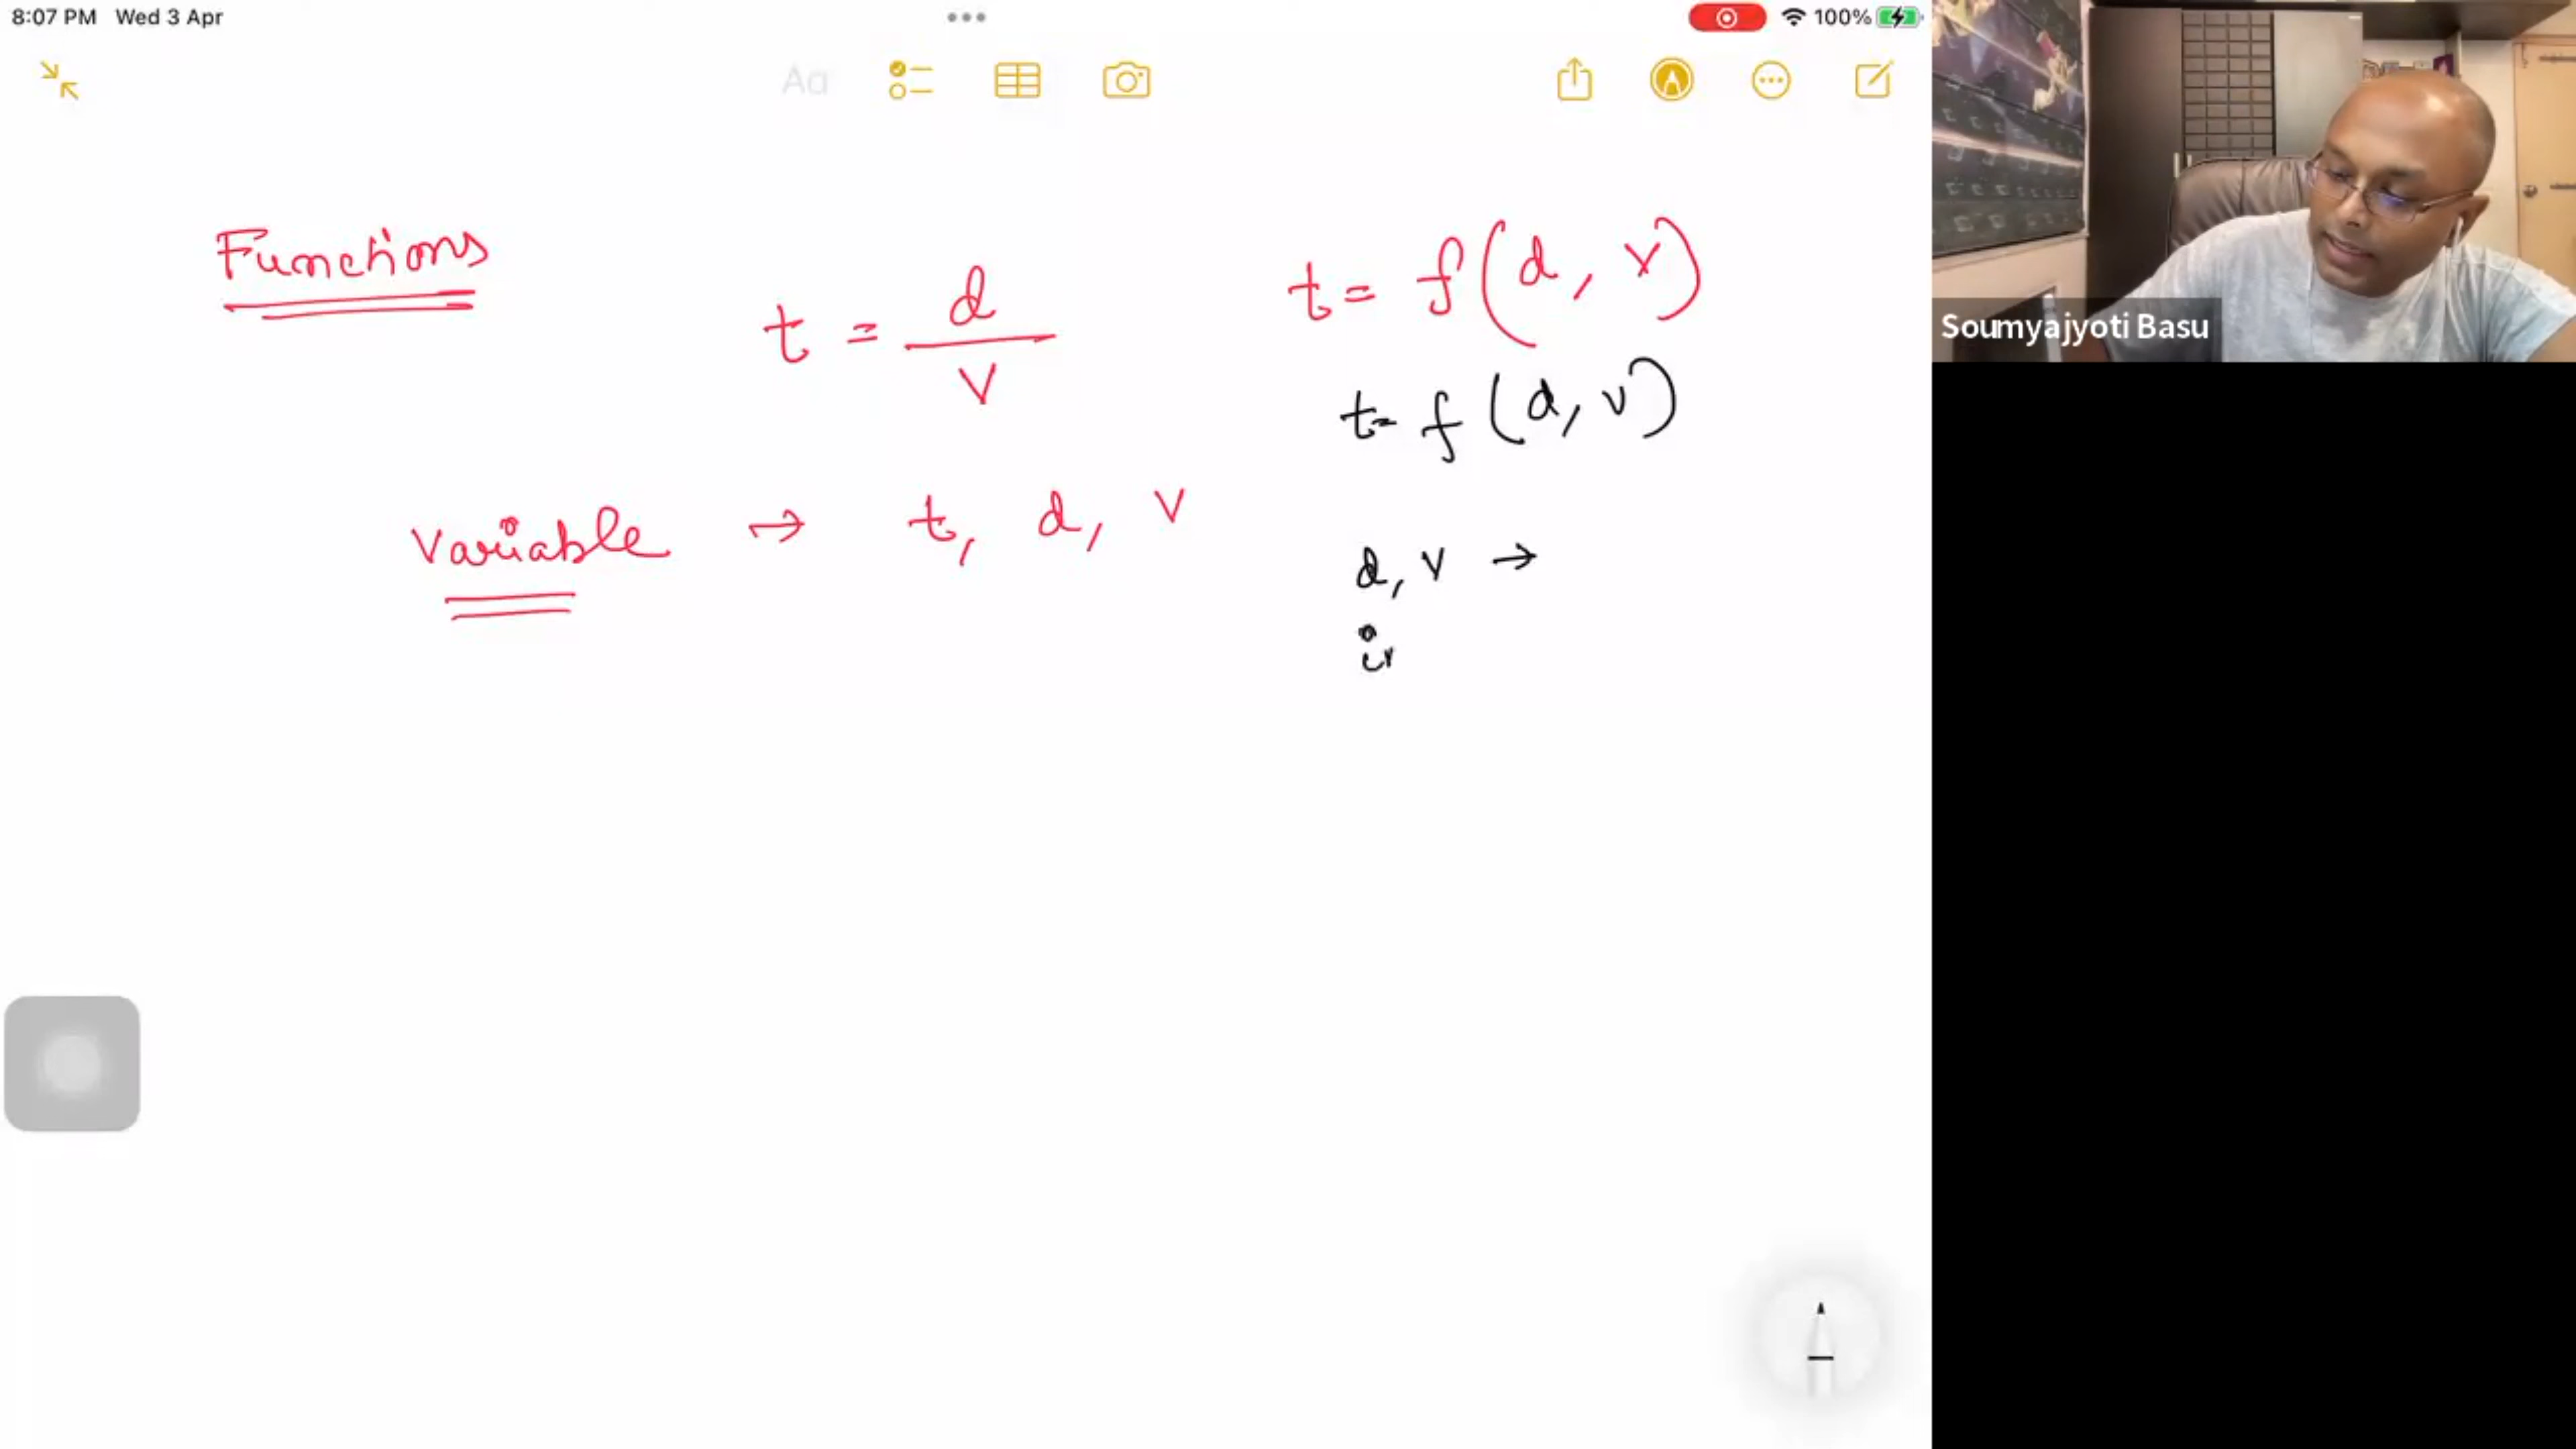 8:07 PM Wed 3 Apr
100%
Aa
Functions
t = d / v
t = f(d, v)
t = f(d, v)
Variable → t, d, v
d, v →
Soumyajyoti Basu